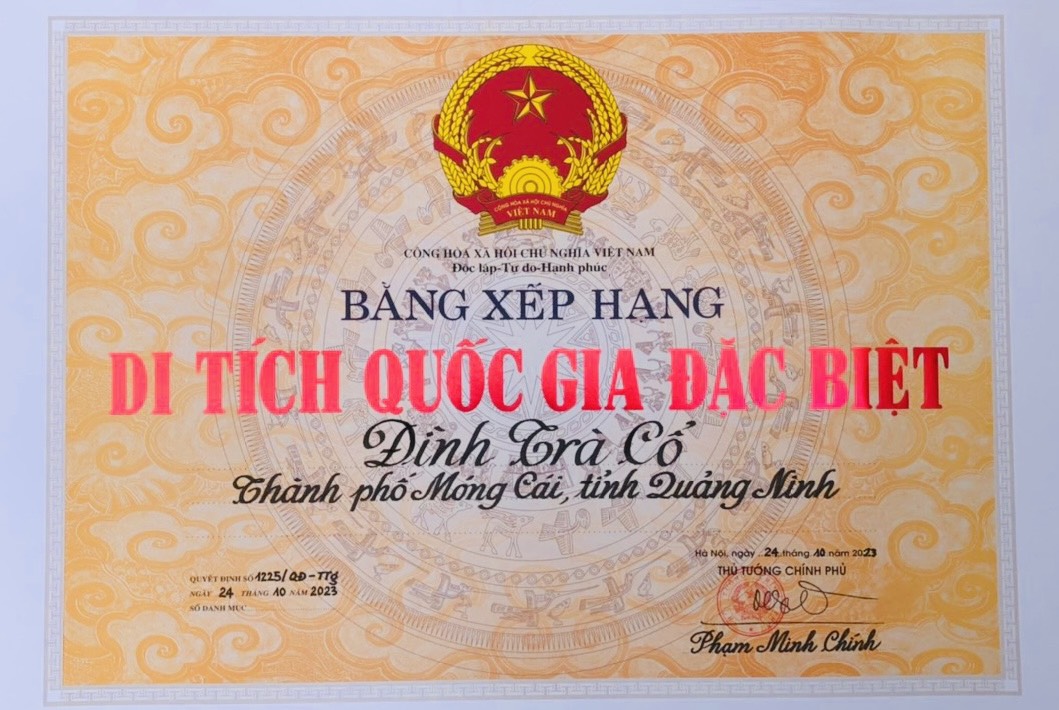 CỘNG HÒA XÃ HỘI CHỦ NGHĨA
VIỆT NAM
CỘNG HÒA XÃ HỘI CHỦ NGHĨA VIỆT NAM
Độc lập-Tự do-Hạnh phúc
BẰNG XẾP HẠNG
DI TÍCH QUỐC GIA ĐẶC BIỆT
Đình Trà Cổ
Thành phố Móng Cái, tỉnh Quảng Ninh
QUYẾT ĐỊNH SỐ 1225/QĐ-TTg
NGÀY 24 THÁNG 10 NĂM 2023
SỐ DANH MỤC
Hà Nội, ngày 24 tháng 10 năm 2023
THỦ TƯỚNG CHÍNH PHỦ
Phạm Minh Chính